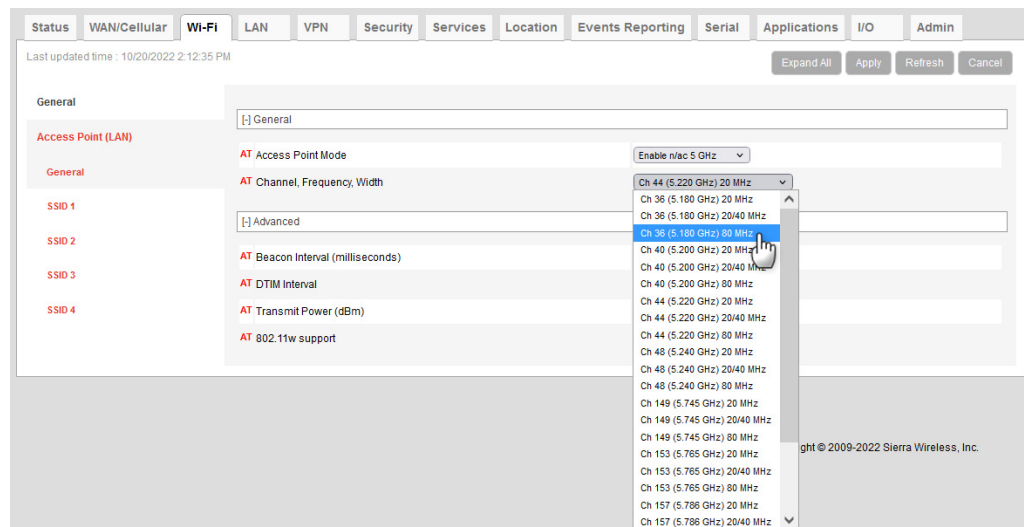 Status WAN/Cellular Wi-Fi LAN VPN Security Services Location Events Reporting Serial Applications I/O Admin
Last updated time : 10/20/2022 2:12:35 PM
Expand All Apply Refresh Cancel
General
Access Point (LAN)
General
SSID 1
SSID 2
SSID 3
SSID 4
[-] General
AT Access Point Mode Enable n/ac 5 GHz
AT Channel, Frequency, Width Ch 44 (5.220 GHz) 20 MHz
[-] Advanced
AT Beacon Interval (milliseconds)
AT DTIM Interval
AT Transmit Power (dBm)
AT 802.11w support
Ch 36 (5.180 GHz) 20 MHz
Ch 36 (5.180 GHz) 20/40 MHz
Ch 36 (5.180 GHz) 80 MHz
Ch 40 (5.200 GHz) 20 MHz
Ch 40 (5.200 GHz) 20/40 MHz
Ch 40 (5.200 GHz) 80 MHz
Ch 44 (5.220 GHz) 20 MHz
Ch 44 (5.220 GHz) 20/40 MHz
Ch 44 (5.220 GHz) 80 MHz
Ch 48 (5.240 GHz) 20 MHz
Ch 48 (5.240 GHz) 20/40 MHz
Ch 48 (5.240 GHz) 80 MHz
Ch 149 (5.745 GHz) 20 MHz
Ch 149 (5.745 GHz) 20/40 MHz
Ch 149 (5.745 GHz) 80 MHz
Ch 153 (5.765 GHz) 20 MHz
Ch 153 (5.765 GHz) 20/40 MHz
Ch 153 (5.765 GHz) 80 MHz
Ch 157 (5.786 GHz) 20 MHz
Ch 157 (5.786 GHz) 20/40 MHz
ght © 2009-2022 Sierra Wireless, Inc.